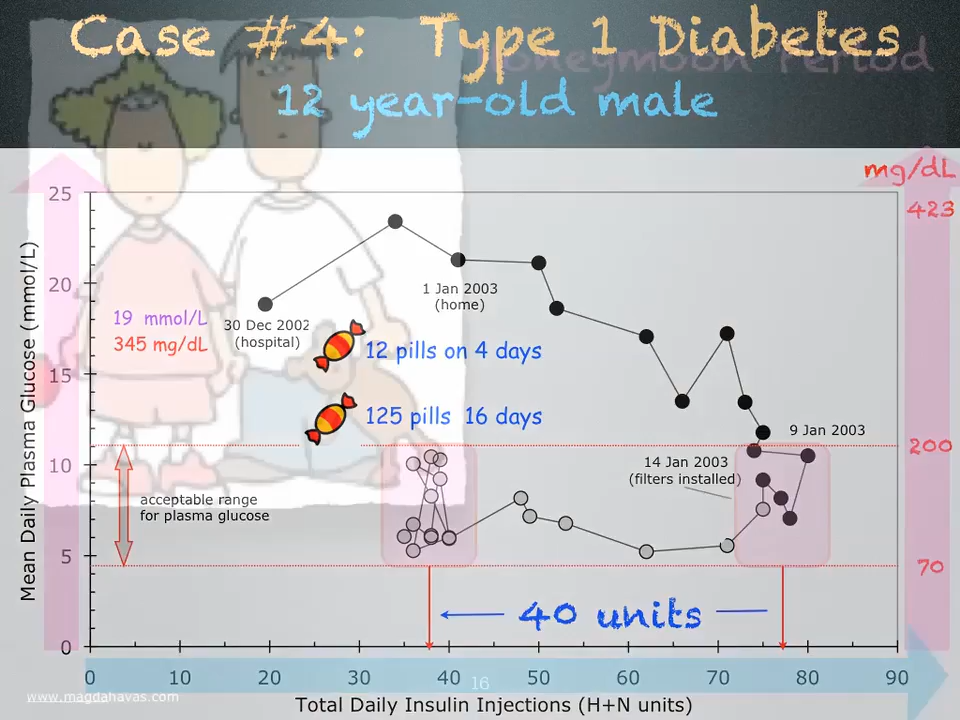 Case #4: Type 1 Diabetes
Honeymoon Period
12 year-old male
mg/dL
25
423
20
1 Jan 2003
(home)
19 mmol/L
30 Dec 2002
345 mg/dL
(hospital)
12 pills on 4 days
15
125 pills 16 days
9 Jan 2003
200
10
14 Jan 2003
(filters installed)
acceptable range
for plasma glucose
5
70
40 units
0
Mean Daily Plasma Glucose (mmol/L)
0 10 20 30 40 50 60 70 80 90
16
www.magdahavas.com
Total Daily Insulin Injections (H+N units)